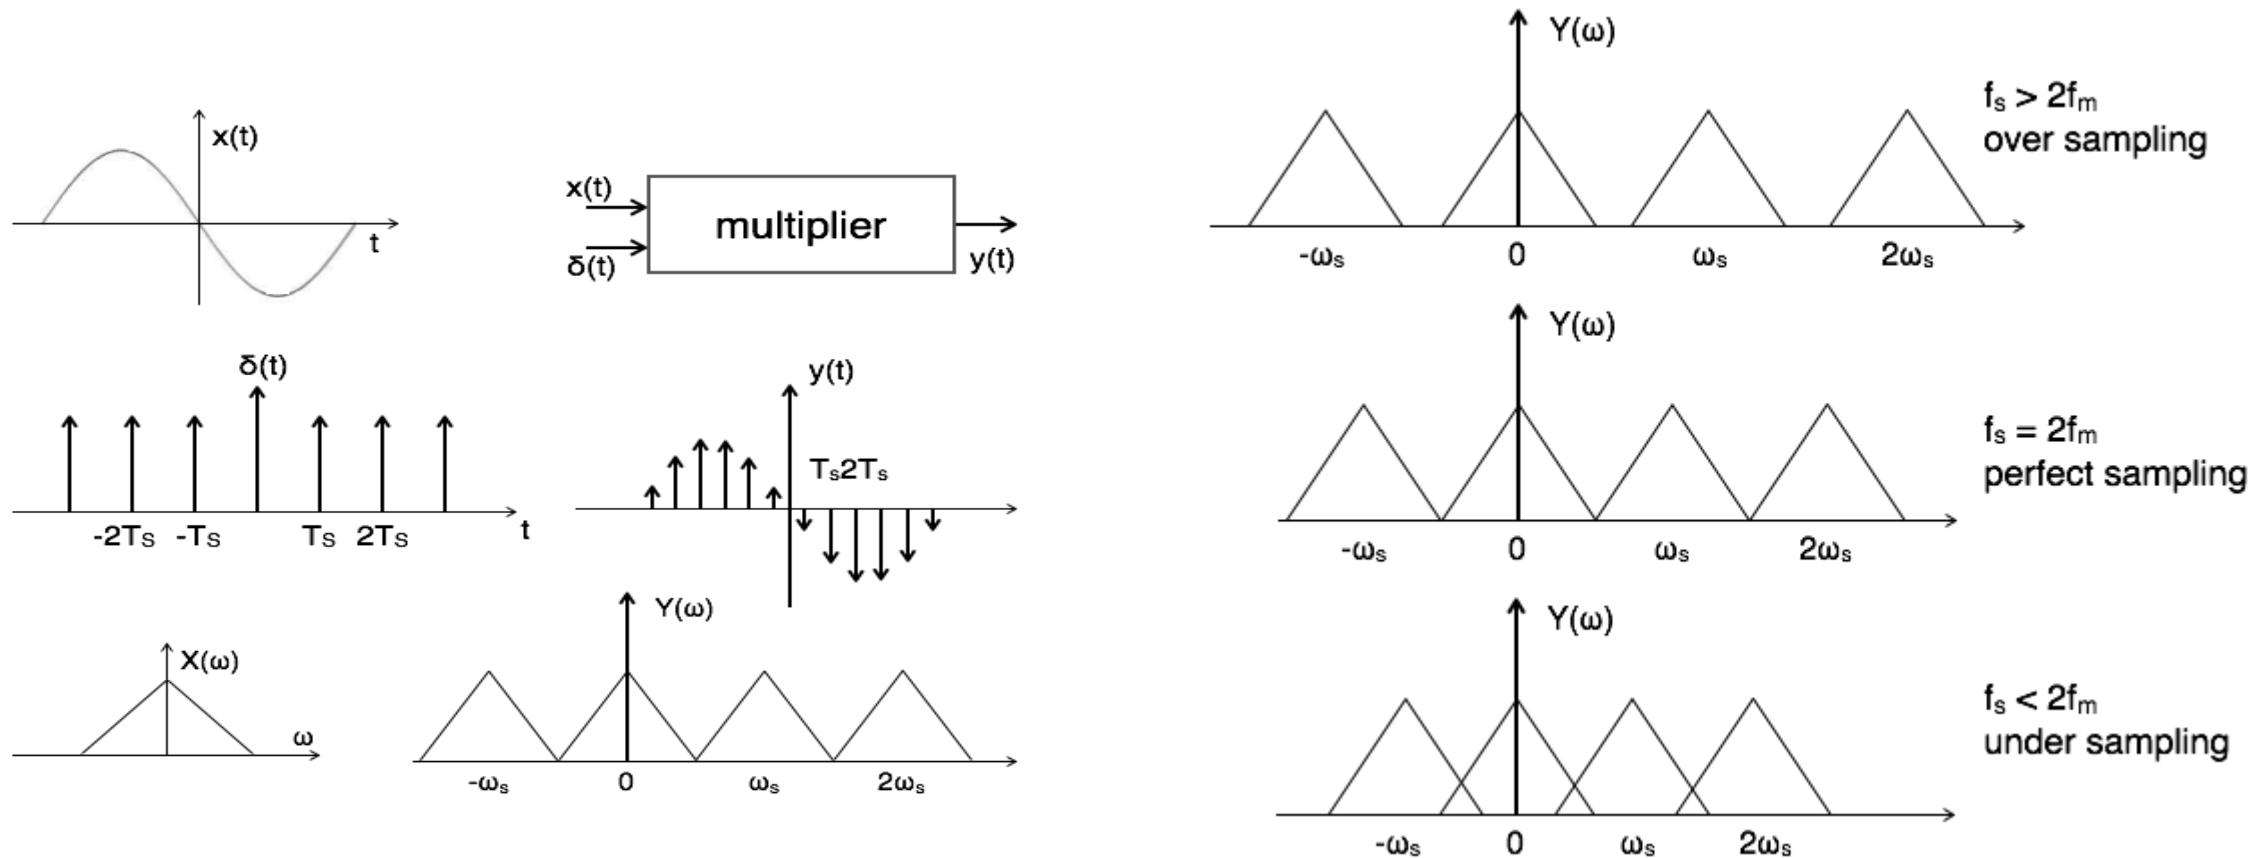 x(t)
t
x(t)
δ(t)
multiplier
y(t)
δ(t)
-2Ts -Ts Ts 2Ts t
y(t)
Ts2Ts
X(ω)
ω
Y(ω)
-ωs 0 ωs 2ωs
Y(ω)
-ωs 0 ωs 2ωs
fs > 2fm
over sampling
Y(ω)
-ωs 0 ωs 2ωs
fs = 2fm
perfect sampling
Y(ω)
-ωs 0 ωs 2ωs
fs < 2fm
under sampling